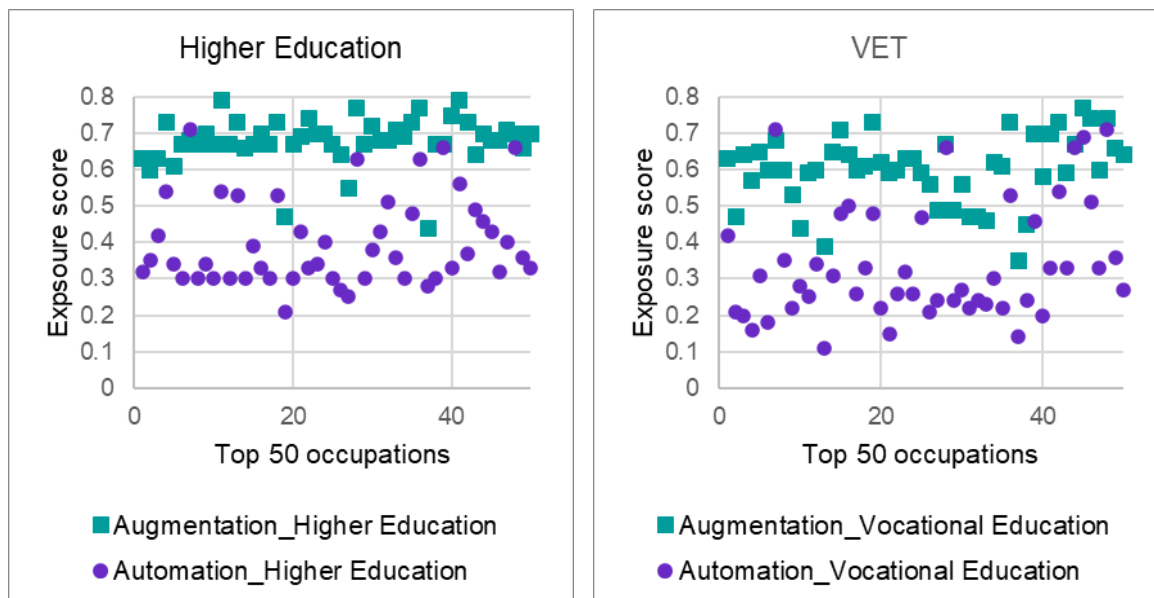 Higher Education
0.8
0.7
0.6
0.5
0.4
0.3
0.2
0.1
0
Expsoure score
0 20 40
Top 50 occupations
Augmentation_Higher Education
Automation_Higher Education
VET
0.8
0.7
0.6
0.5
0.4
0.3
0.2
0.1
0
Exposure score
0 20 40
Top 50 occupations
Augmentation_Vocational Education
Automation_Vocational Education